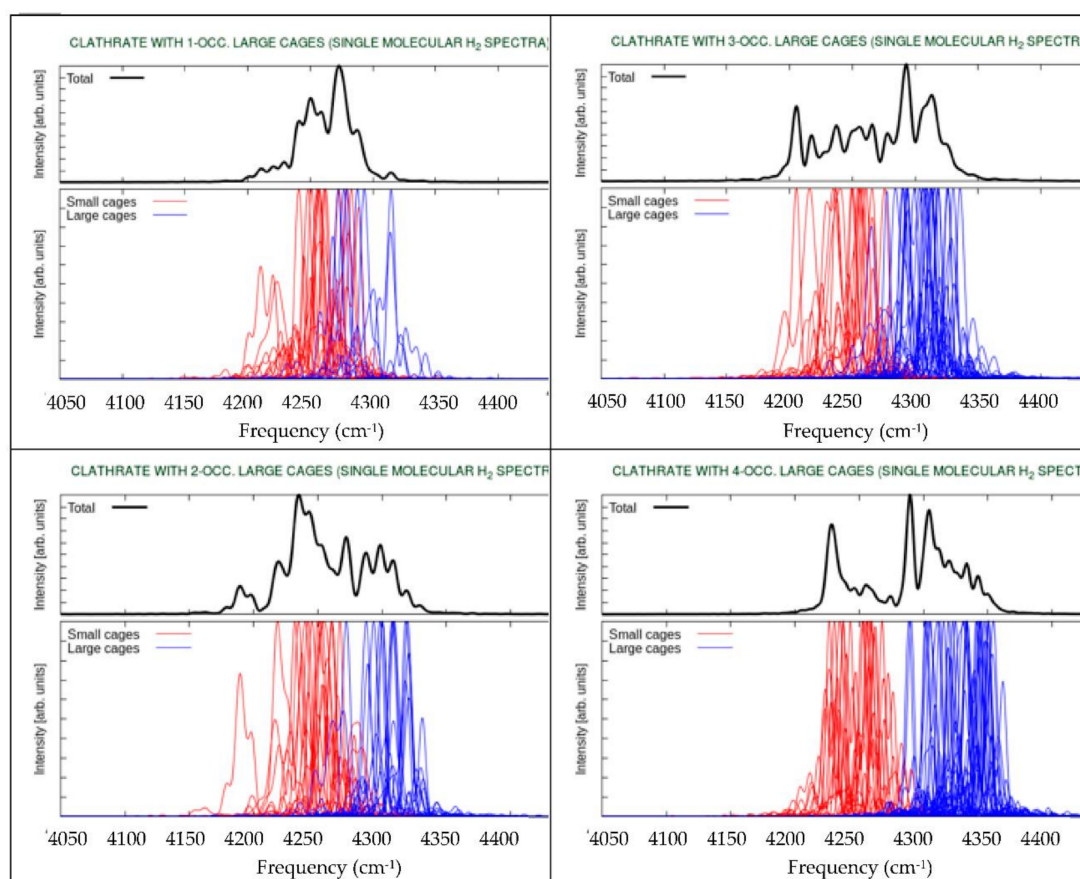 CLATHRATE WITH 1-OCC. LARGE CAGES (SINGLE MOLECULAR H₂ SPECTRA)
Total
Intensity [arb. units]
Small cages
Large cages
Intensity [arb. units]
4050 4100 4150 4200 4250 4300 4350 4400
Frequency (cm⁻¹)
CLATHRATE WITH 3-OCC. LARGE CAGES (SINGLE MOLECULAR H₂ SPECTR
Total
Intensity [arb. units]
Small cages
Large cages
Intensity [arb. units]
4050 4100 4150 4200 4250 4300 4350 4400
Frequency (cm⁻¹)
CLATHRATE WITH 2-OCC. LARGE CAGES (SINGLE MOLECULAR H₂ SPECTR
Total
Intensity [arb. units]
Small cages
Large cages
Intensity [arb. units]
4050 4100 4150 4200 4250 4300 4350 4400
Frequency (cm⁻¹)
CLATHRATE WITH 4-OCC. LARGE CAGES (SINGLE MOLECULAR H₂ SPECT
Total
Intensity [arb. units]
Small cages
Large cages
Intensity [arb. units]
4050 4100 4150 4200 4250 4300 4350 4400
Frequency (cm⁻¹)